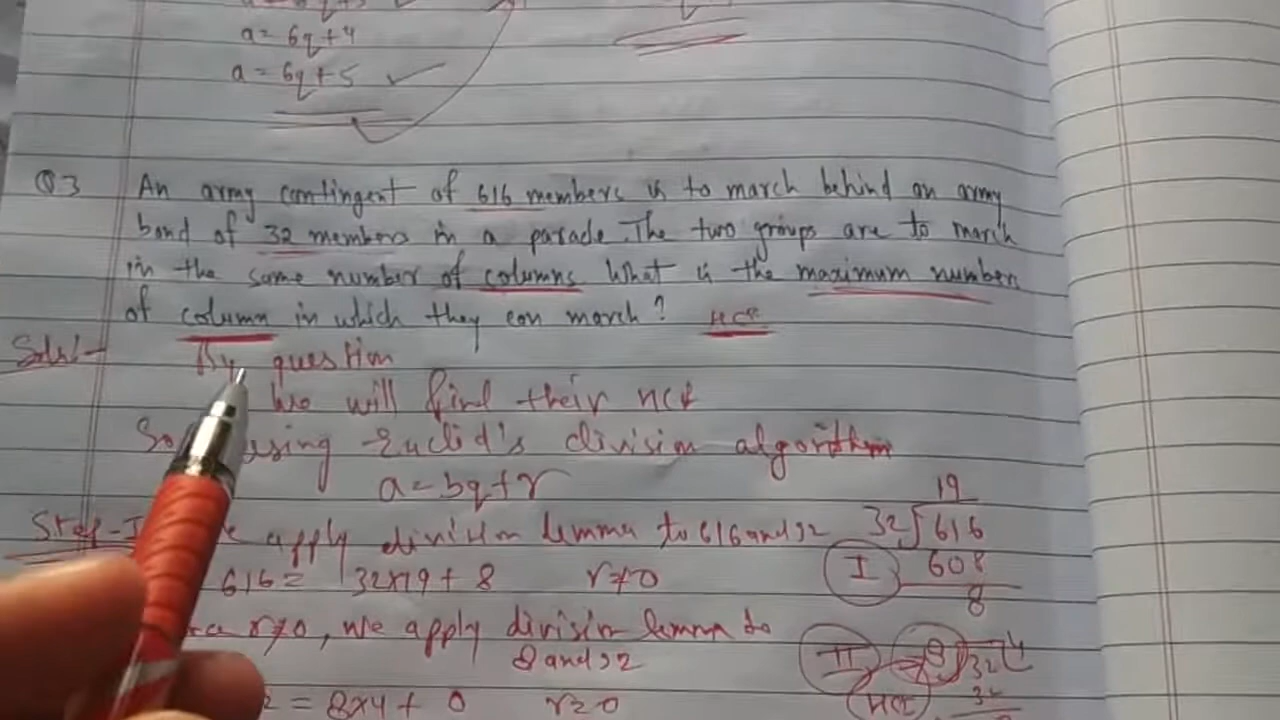 a = 6q+4
a = 6q+5 ✓
Q3 An army contingent of 616 members is to march behind an army
band of 32 members in a parade. The two groups are to march
in the same number of columns What is the maximum number
of column in which they can march? HCF
Solu:- By question
we will find their HCF
So using Euclid's division algorithm
a = bq+r
Step-I apply division lemma to 616 and 32
616 = 32x19 + 8 r≠0
r≠0, we apply division lemma to
8 and 32
2 = 8x4 + 0 r=0
19
32 616
I 608
8
II 8 32 4
HCF 32